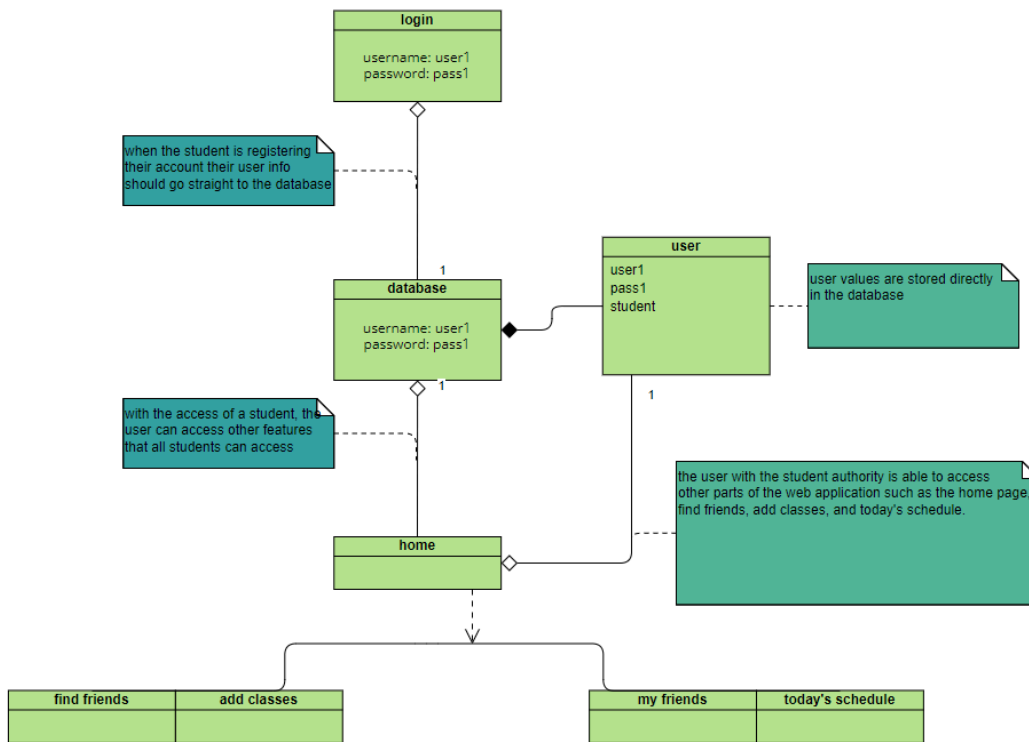 login
username: user1
password: pass1
when the student is registering
their account their user info
should go straight to the database
1
database
username: user1
password: pass1
1
user
user1
pass1
student
1
user values are stored directly
in the database
with the access of a student, the
user can access other features
that all students can access
the user with the student authority is able to access
other parts of the web application such as the home page,
find friends, add classes, and today's schedule.
home
find friends
add classes
my friends
today's schedule